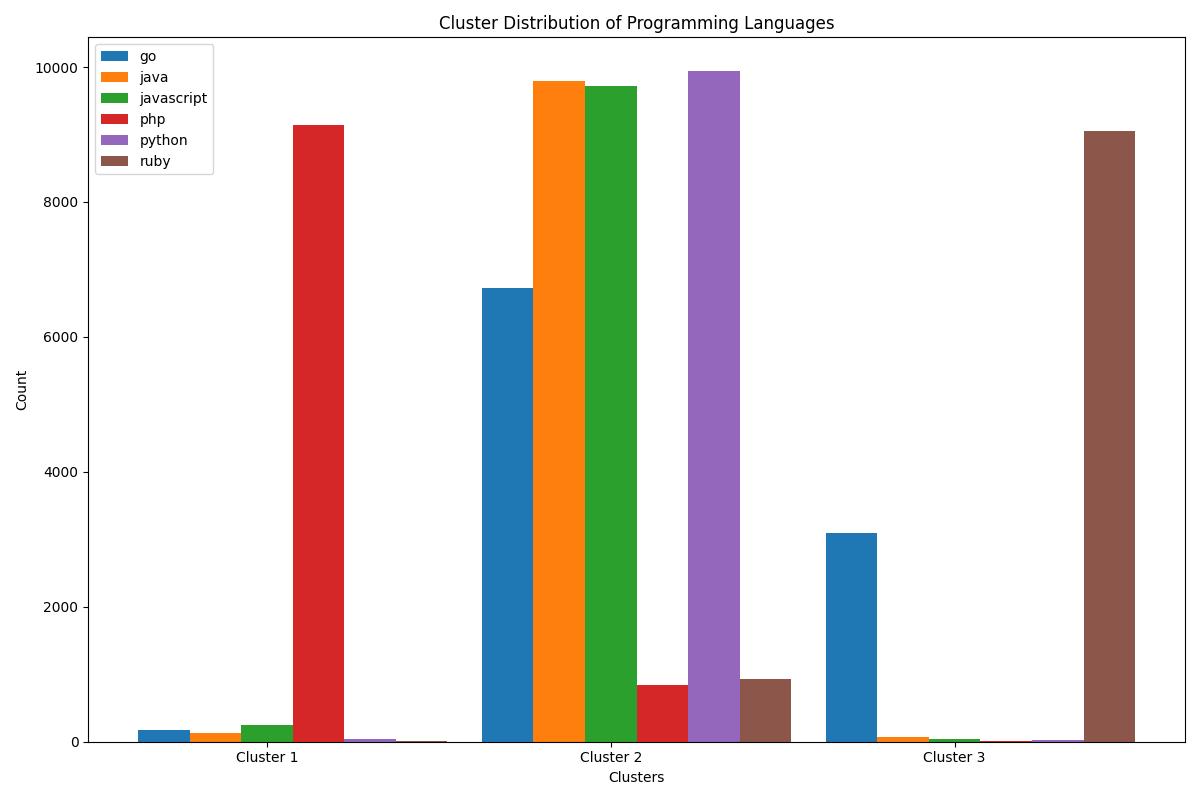 Cluster Distribution of Programming Languages
go
java
javascript
php
python
ruby
10000
8000
6000
4000
2000
0
Count
Cluster 1
Cluster 2
Cluster 3
Clusters